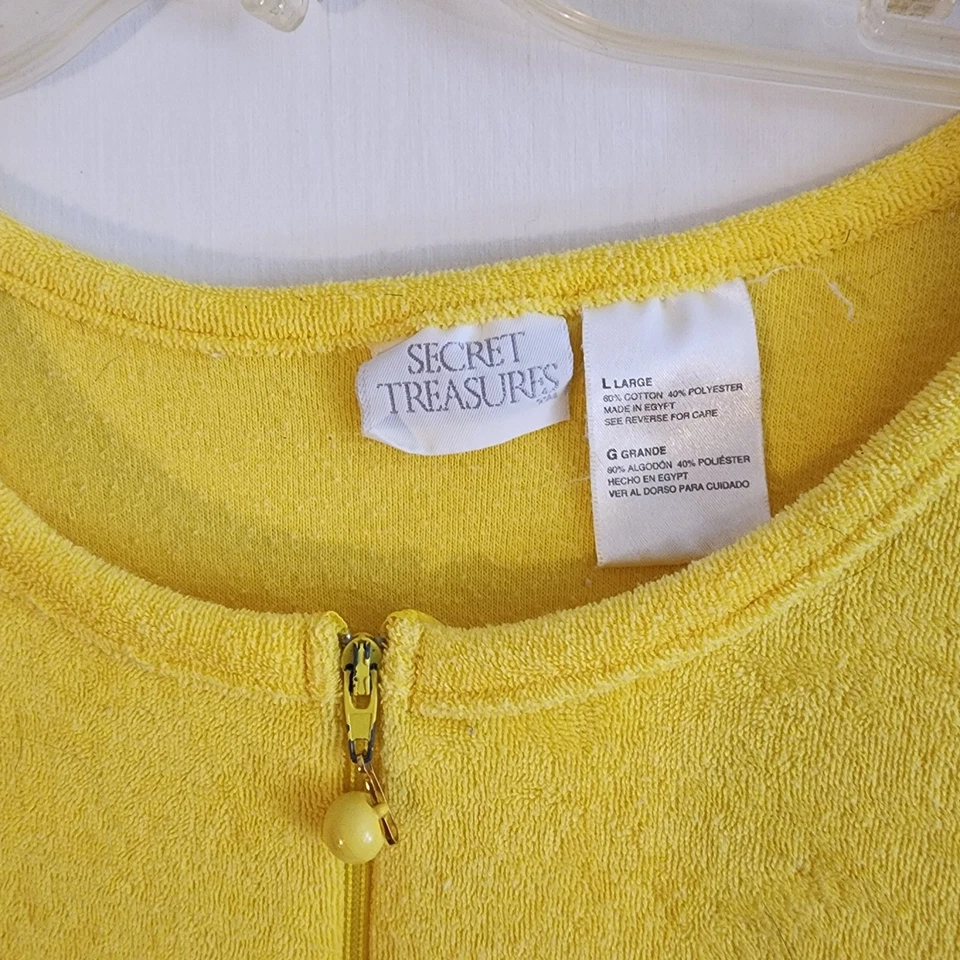 SECRET
TREASURES
L LARGE
60% COTTON 40% POLYESTER
MADE IN EGYPT
SEE REVERSE FOR CARE
G GRANDE
60% ALGODÓN 40% POLIÉSTER
HECHO EN EGYPT
VER AL DORSO PARA CUIDADO